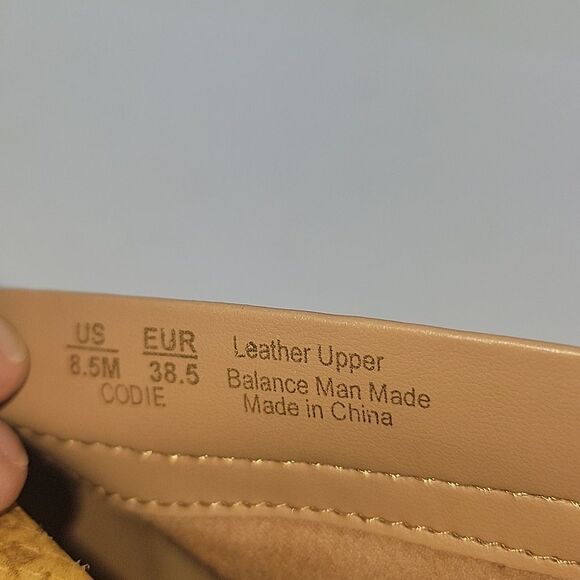 US EUR Leather Upper
8.5M 38.5 Balance Man Made
CODIE Made in China